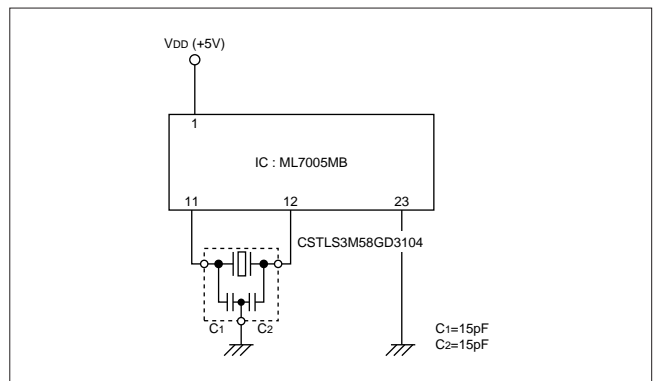 VDD (+5V)
1
IC : ML7005MB
11 12 23
CSTLS3M58GD3104
C1 C2
C1=15pF
C2=15pF